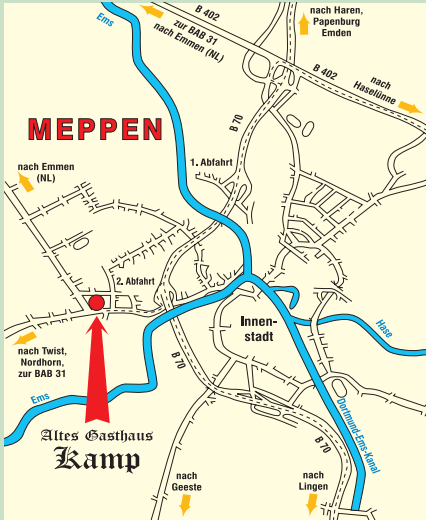 Ems
B 402
zur BAB 31
nach Emmen (NL)
nach Haren,
Papenburg
Emden
B 402
nach
Haselünne
B 70
MEPPEN
1. Abfahrt
nach Emmen
(NL)
2. Abfahrt
Innen-
stadt
Hase
nach Twist,
Nordhorn,
zur BAB 31
B 70
Ems
Dortmund-Ems-Kanal
Altes Gasthaus
Kamp
B 70
nach
Geeste
nach
Lingen